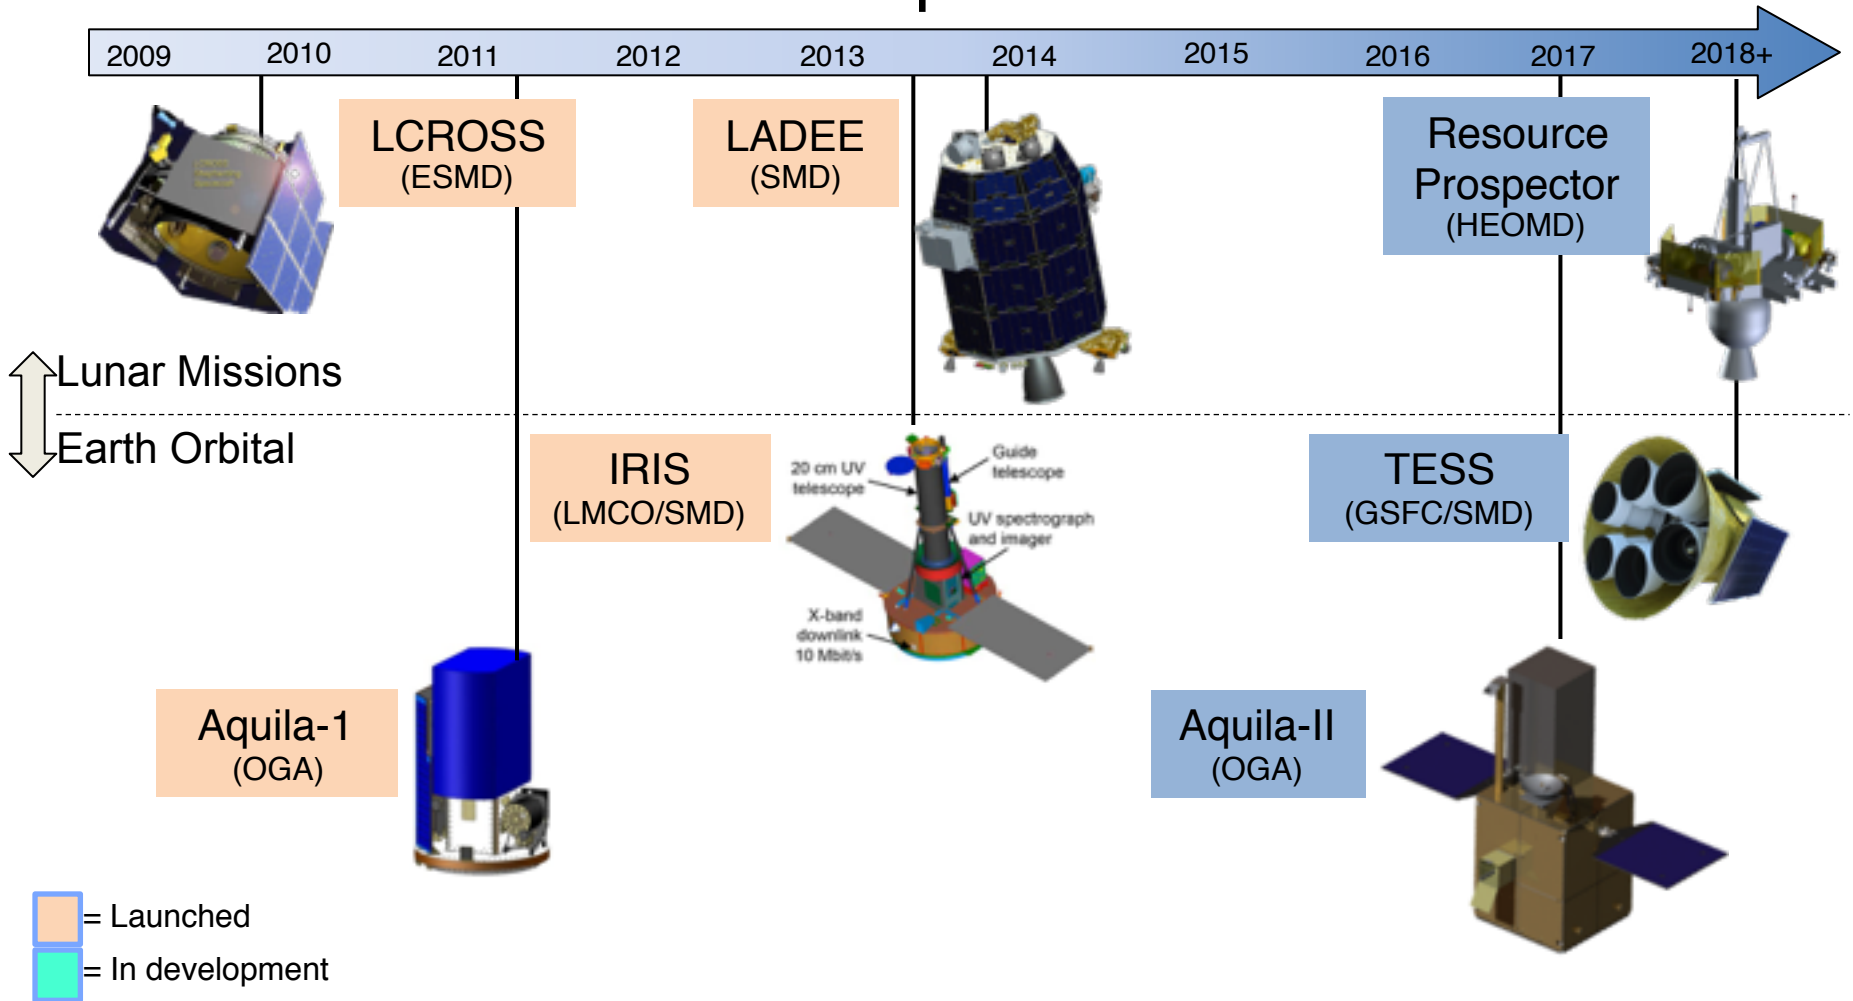 2009 2010 2011 2012 2013 2014 2015 2016 2017 2018+
LCROSS
(ESMD)
LADEE
(SMD)
Resource
Prospector
(HEOMD)
Lunar Missions
Earth Orbital
IRIS
(LMCO/SMD)
20 cm UV
telescope
Guide
telescope
UV spectrograph
and imager
X-band
downlink
10 Mbit/s
TESS
(GSFC/SMD)
Aquila-1
(OGA)
Aquila-II
(OGA)
= Launched
= In development